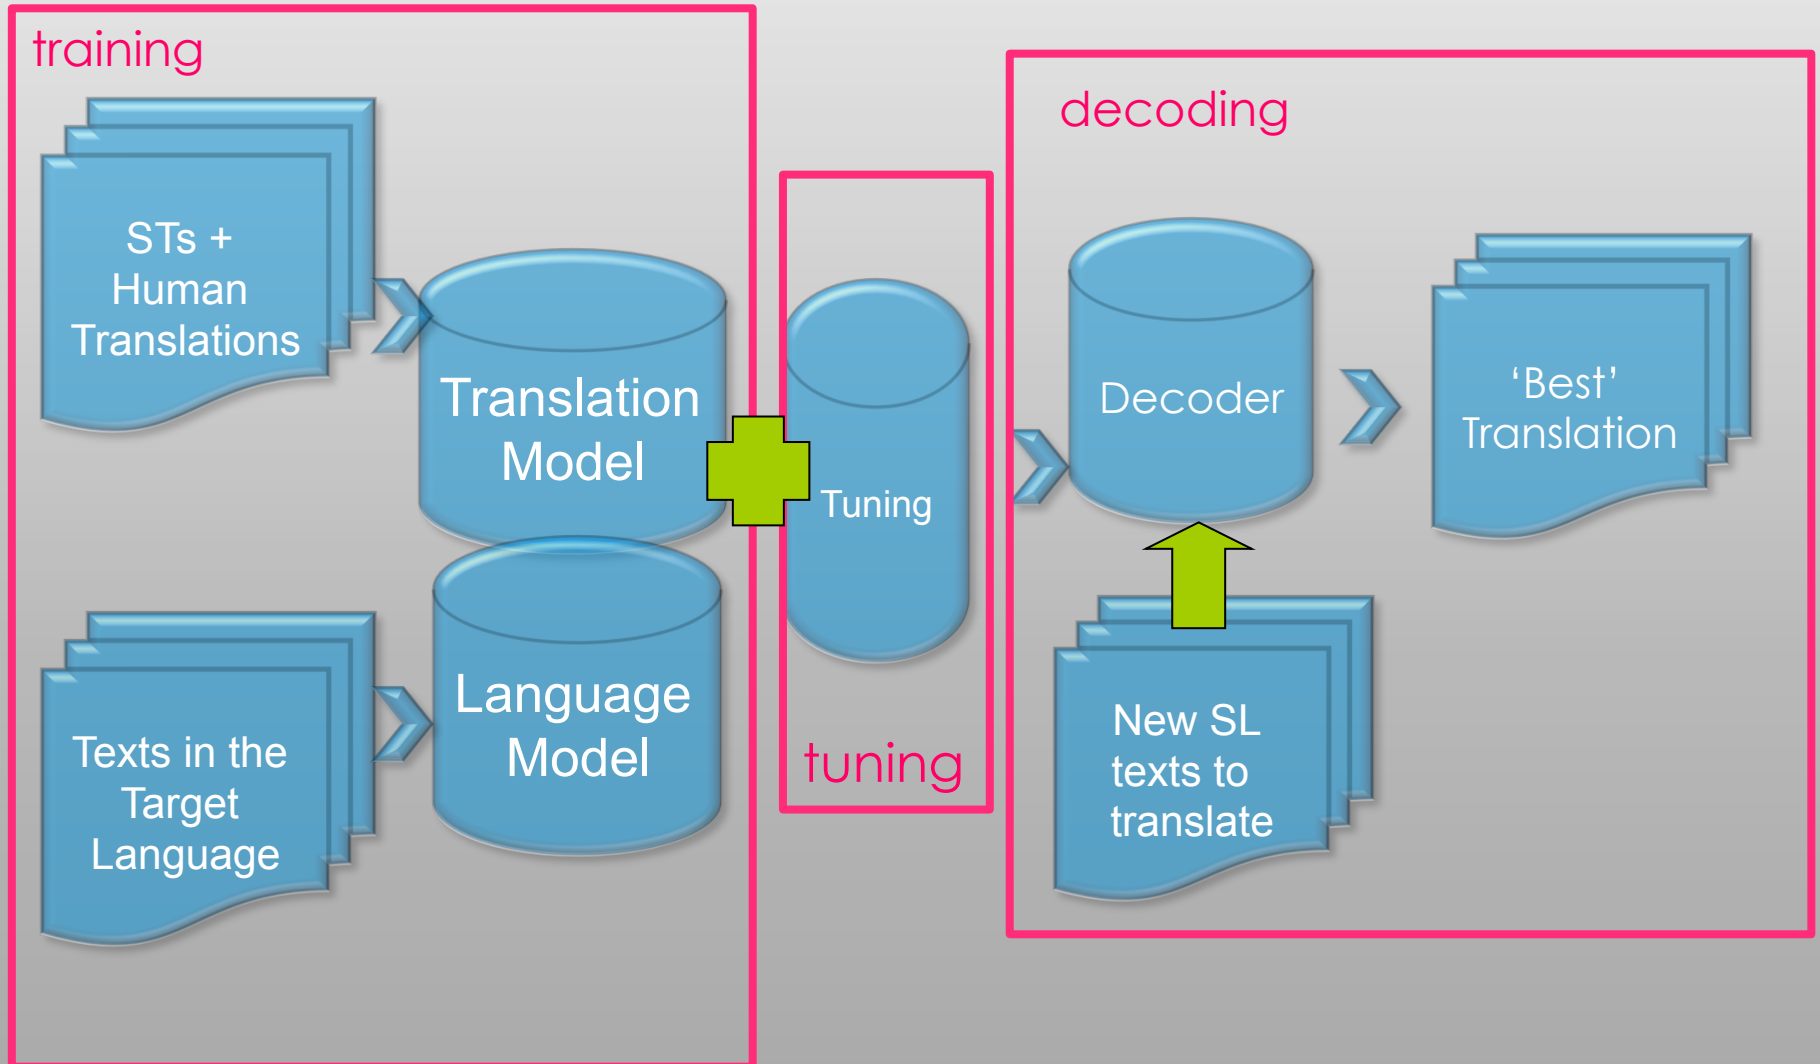 training
STs +
Human
Translations
Translation
Model
Texts in the
Target
Language
Language
Model
Tuning
tuning
decoding
Decoder
‘Best’
Translation
New SL
texts to
translate